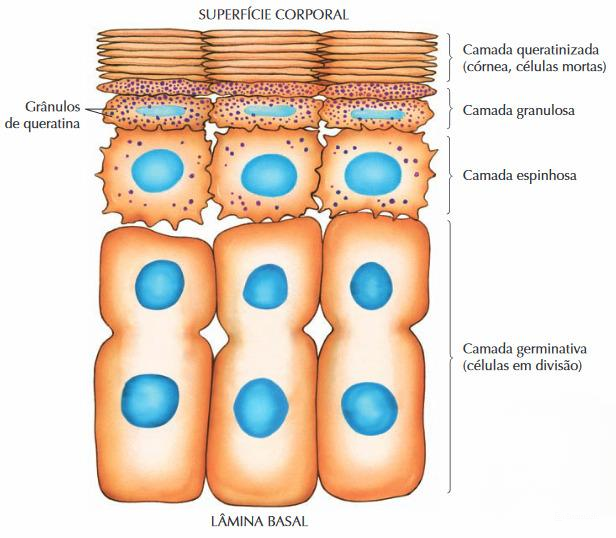 SUPERFÍCIE CORPORAL
Camada queratinizada
(córnea, células mortas)
Grânulos
de queratina
Camada granulosa
Camada espinhosa
Camada germinativa
(células em divisão)
LÂMINA BASAL